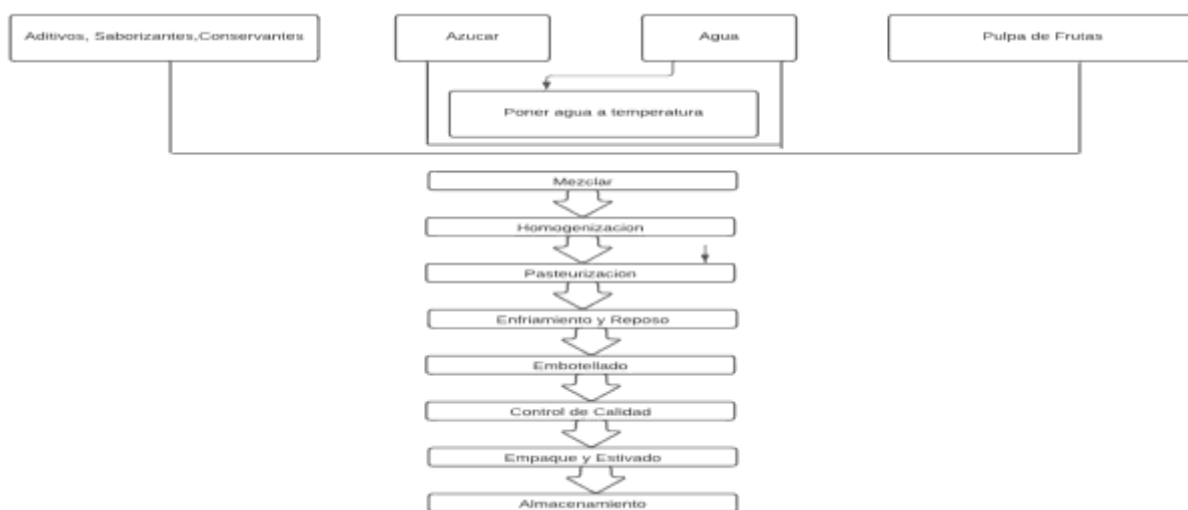 Aditivos, Saborizantes,Conservantes
Azucar
Agua
Pulpa de Frutas
Poner agua a temperatura
Mezclar
Homogenizacion
Pasteurizacion
Enfriamiento y Reposo
Embotellado
Control de Calidad
Empaque y Estivado
Almacenamiento